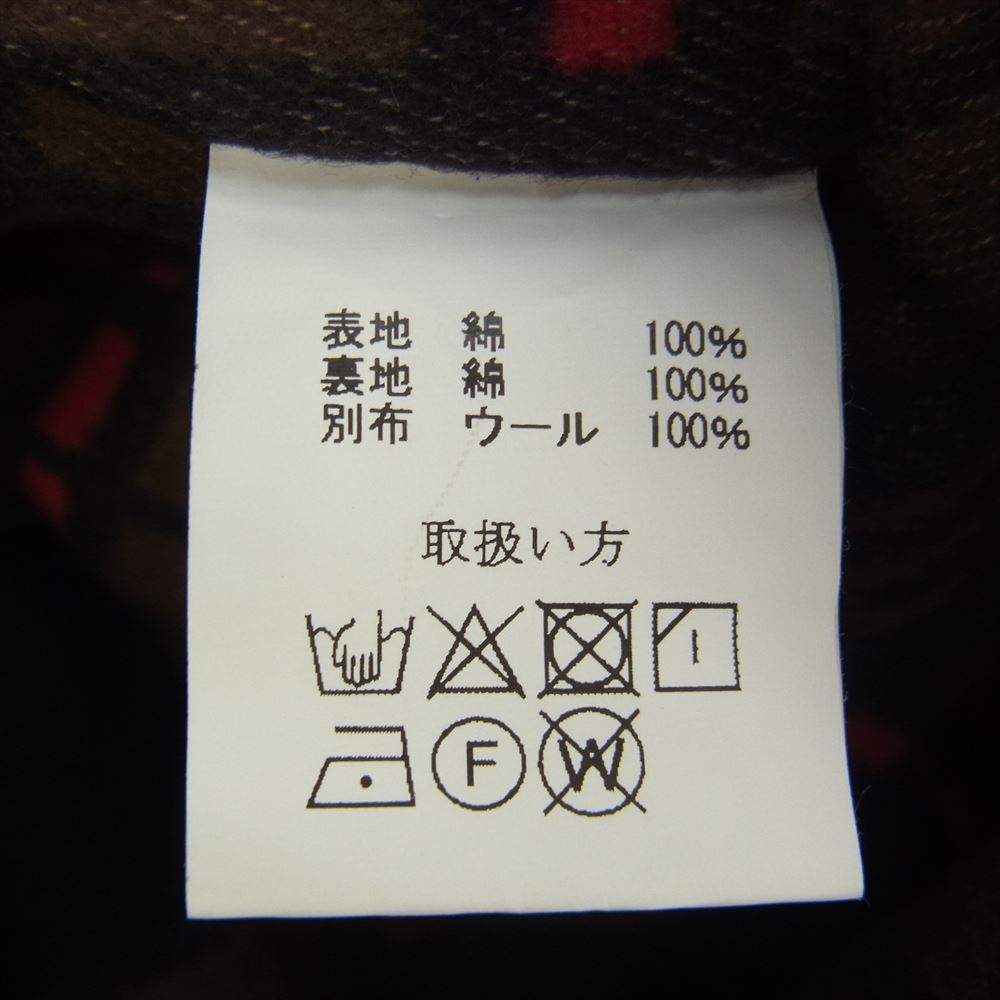 表地 綿 100%
裏地 綿 100%
別布 ウール 100%
取扱い方
F W